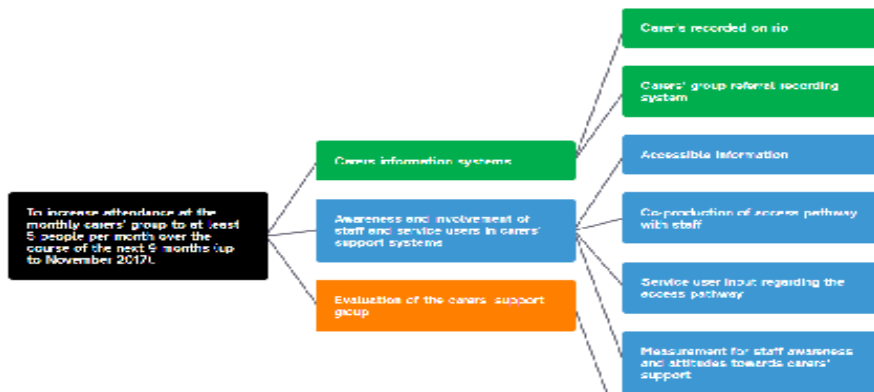 Carer's recorded on rio
Carers' group referral recording
system
Carers information systems
Accessible Information
To increase attendance at the
monthly carers' group to at least
5 people per month over the
course of the next 9 months (up
to November 2017).
Awareness and involvement of
staff and service users in carers'
support systems
Co-production of access pathway
with staff
Service user input regarding the
access pathway
Evaluation of the carers' support
group
Measurement for staff awareness
and attitudes towards carers'
support